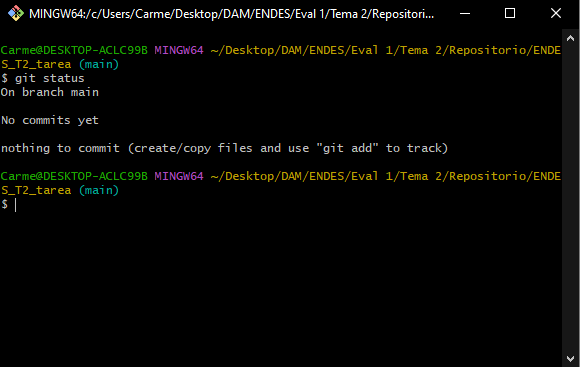 MINGW64:/c/Users/Carme/Desktop/DAM/ENDES/Eval 1/Tema 2/Repositori...
Carme@DESKTOP-ACLC99B MINGW64 ~/Desktop/DAM/ENDES/Eval 1/Tema 2/Repositorio/ENDE
S_T2_tarea (main)
$ git status
On branch main
No commits yet
nothing to commit (create/copy files and use "git add" to track)
Carme@DESKTOP-ACLC99B MINGW64 ~/Desktop/DAM/ENDES/Eval 1/Tema 2/Repositorio/ENDE
S_T2_tarea (main)
$